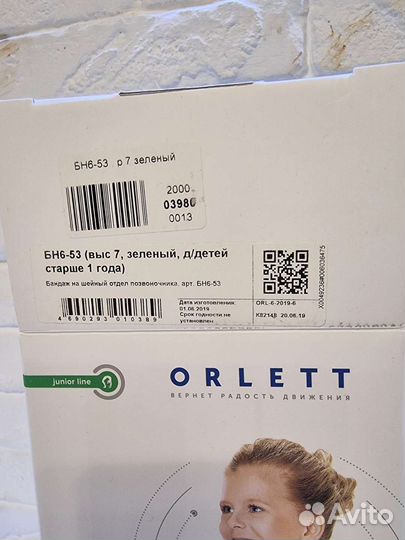 БН6-53 р 7 зеленый
2000
03980
0013
БН6-53 (выс 7, зеленый, д/детей
старше 1 года)
Бандаж на шейный отдел позвоночника, арт. БН6-53
4 690293 010389
Дата изготовления:
01.06.2019
Срок годности не
установлен
ORL-6-2019-6
K82148 20.06.19
junior line
ORLETT
ВЕРНЕТ РАДОСТЬ ДВИЖЕНИЯ
Avito